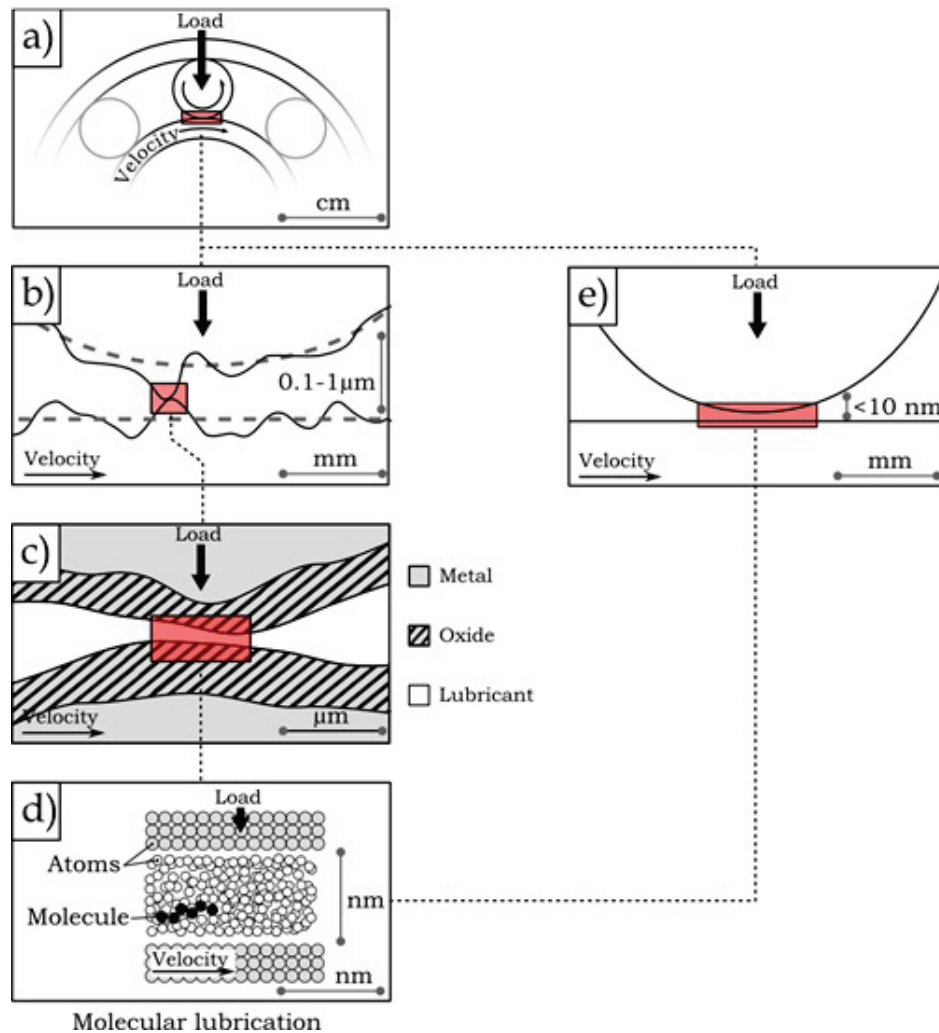 a)
Load
Velocity
cm
b)
Load
0.1-1μm
mm
Velocity
e)
Load
<10 nm
Velocity
mm
c)
Load
Velocity
μm
Metal
Oxide
Lubricant
d)
Load
Atoms
Molecule
nm
Velocity
nm
Molecular lubrication